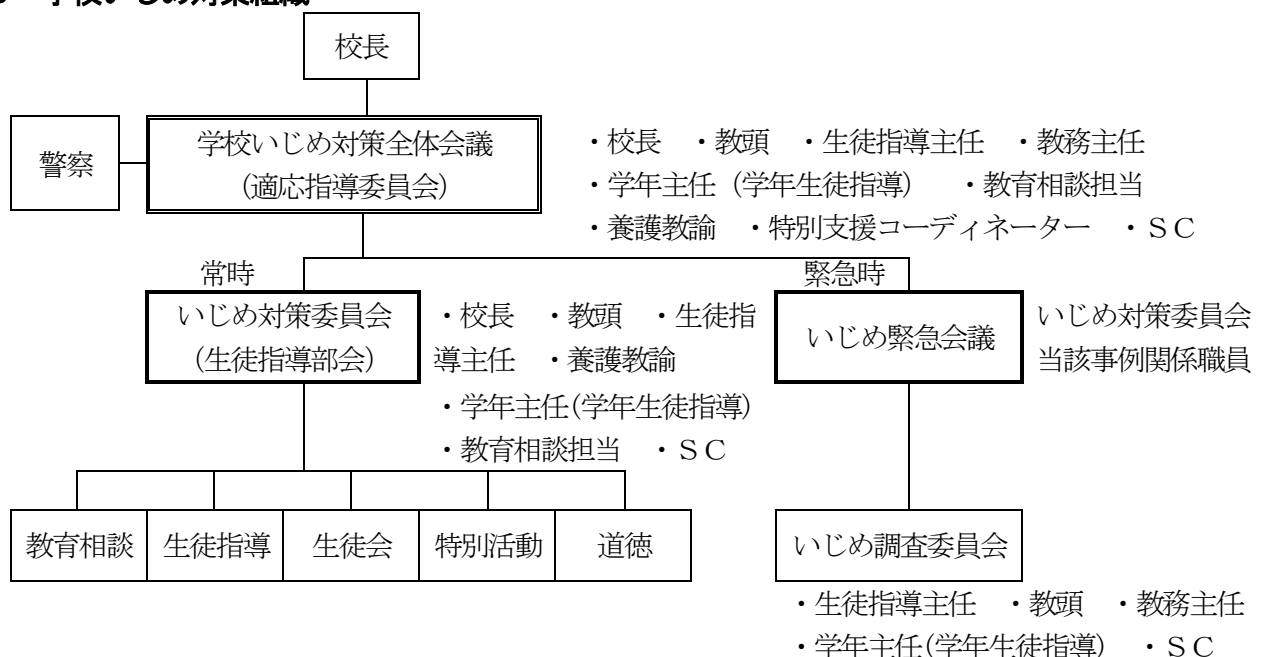 学校いじめ対策組織
校長
警察
学校いじめ対策全体会議
(適応指導委員会)
・校長　・教頭　・生徒指導主任　・教務主任
・学年主任（学年生徒指導）　・教育相談担当
・養護教諭　・特別支援コーディネーター　・ＳＣ
常時
いじめ対策委員会
(生徒指導部会)
・校長　・教頭　・生徒指
導主任　・養護教諭
・学年主任(学年生徒指導)
・教育相談担当　・ＳＣ
緊急時
いじめ緊急会議
いじめ対策委員会
当該事例関係職員
教育相談
生徒指導
生徒会
特別活動
道徳
いじめ調査委員会
・生徒指導主任　・教頭　・教務主任
・学年主任(学年生徒指導)　・ＳＣ